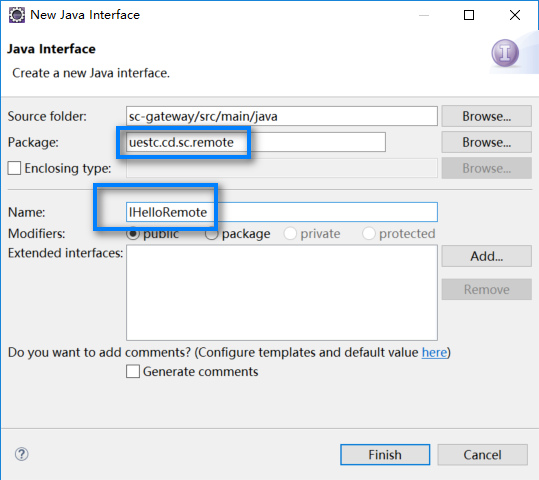 New Java Interface
Java Interface
Create a new Java interface.
I
Source folder: sc-gateway/src/main/java Browse...
Package: uestc.cd.sc.remote Browse...
Enclosing type: Browse...
Name: IHelloRemote
Modifiers: public package private protected
Extended interfaces: Add...
Remove
Do you want to add comments? (Configure templates and default value here)
Generate comments
? Finish Cancel